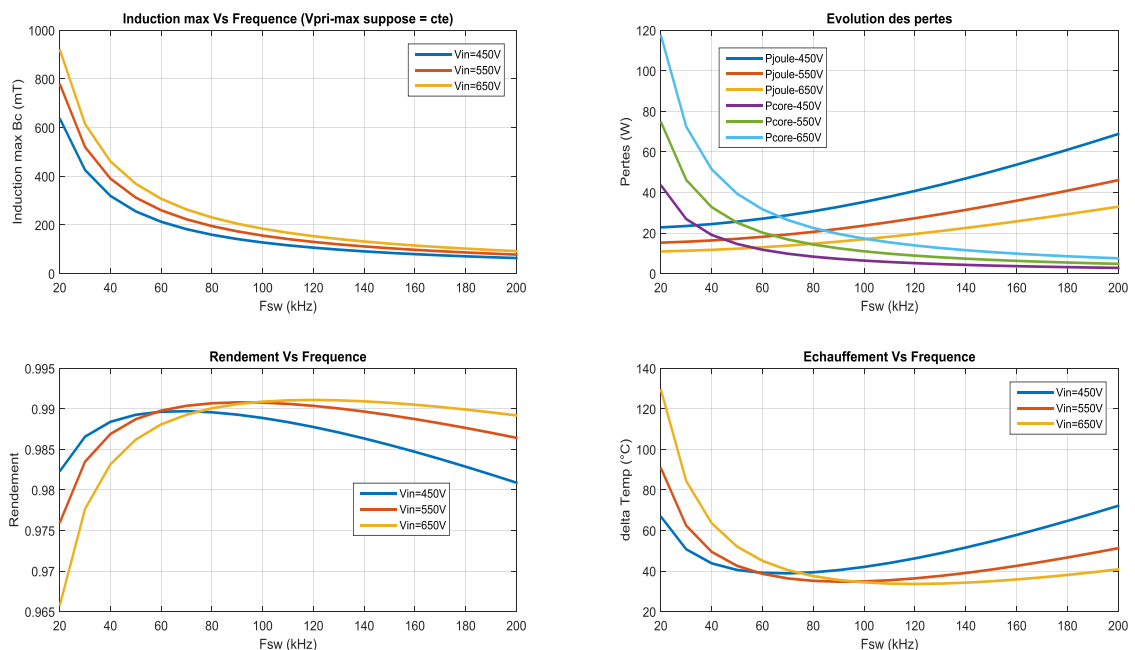 Induction max Vs Frequence (Vpri-max suppose = cte)
1000
800
600
400
200
0
Induction max Bc (mT)
Vin=450V
Vin=550V
Vin=650V
20 40 60 80 100 120 140 160 180 200
Fsw (kHz)
Evolution des pertes
120
100
80
60
40
20
0
Pertes (W)
Pjoule-450V
Pjoule-550V
Pjoule-650V
Pcore-450V
Pcore-550V
Pcore-650V
20 40 60 80 100 120 140 160 180 200
Fsw (kHz)
Rendement Vs Frequence
0.995
0.99
0.985
0.98
0.975
0.97
0.965
Rendement
Vin=450V
Vin=550V
Vin=650V
20 40 60 80 100 120 140 160 180 200
Fsw (kHz)
Echauffement Vs Frequence
140
120
100
80
60
40
20
delta Temp (°C)
Vin=450V
Vin=550V
Vin=650V
20 40 60 80 100 120 140 160 180 200
Fsw (kHz)